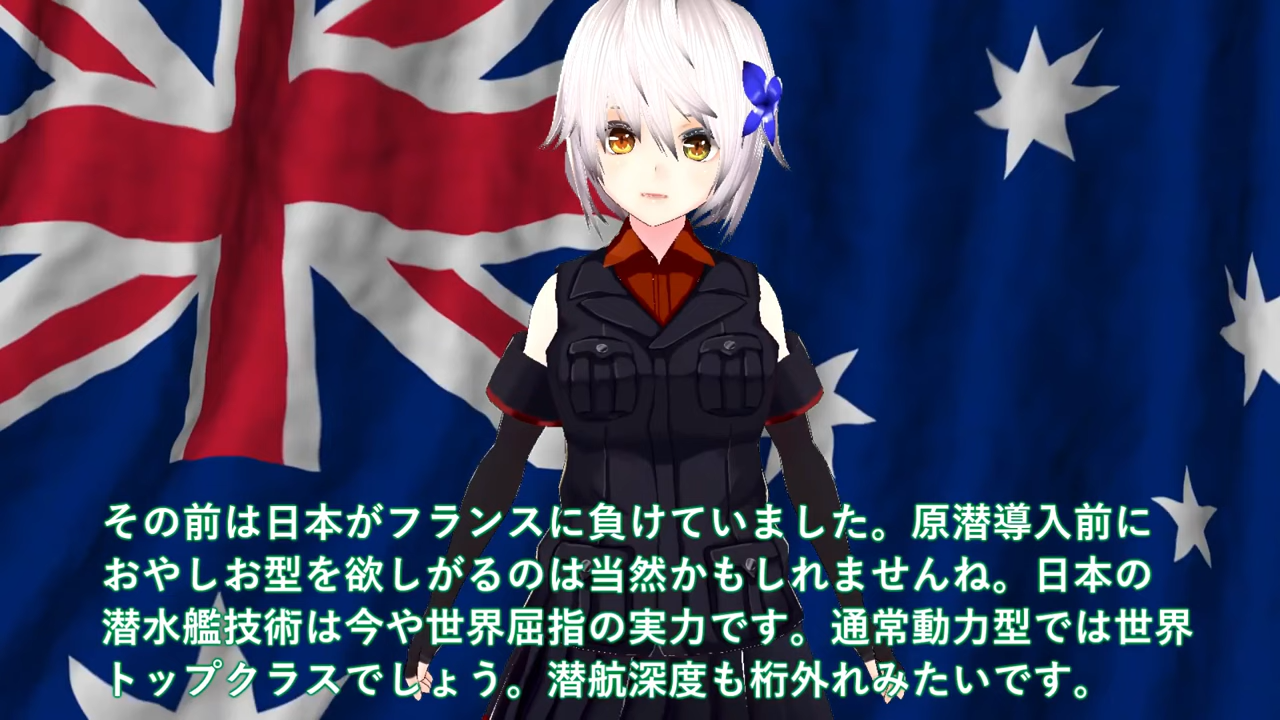 その前は日本がフランスに負けていました。原潜導入前に
おやしお型を欲しがるのは当然かもしれませんね。日本の
潜水艦技術は今や世界屈指の実力です。通常動力型では世界
トップクラスでしょう。潜航深度も桁外れみたいです。